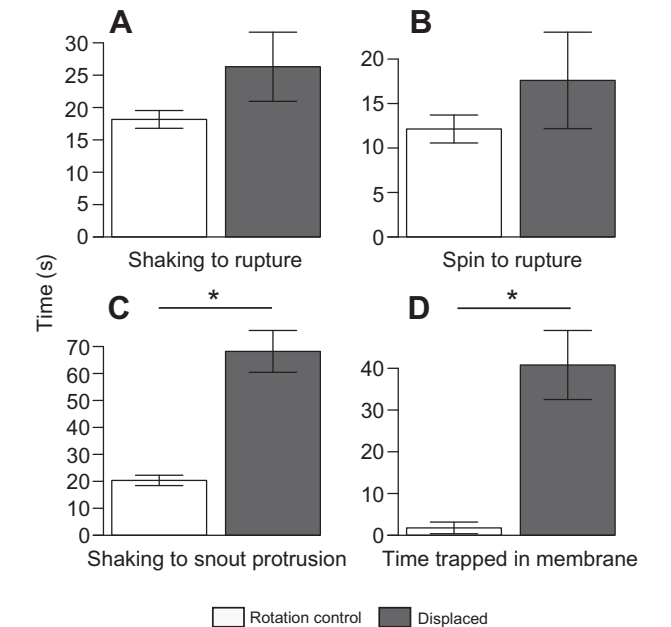 A
B
30
25
20
15
10
5
0
20
15
10
5
0
Shaking to rupture
Spin to rupture
Time (s)
C
*
D
*
70
60
50
40
30
20
10
0
40
30
20
10
0
Shaking to snout protrusion
Time trapped in membrane
Rotation control
Displaced